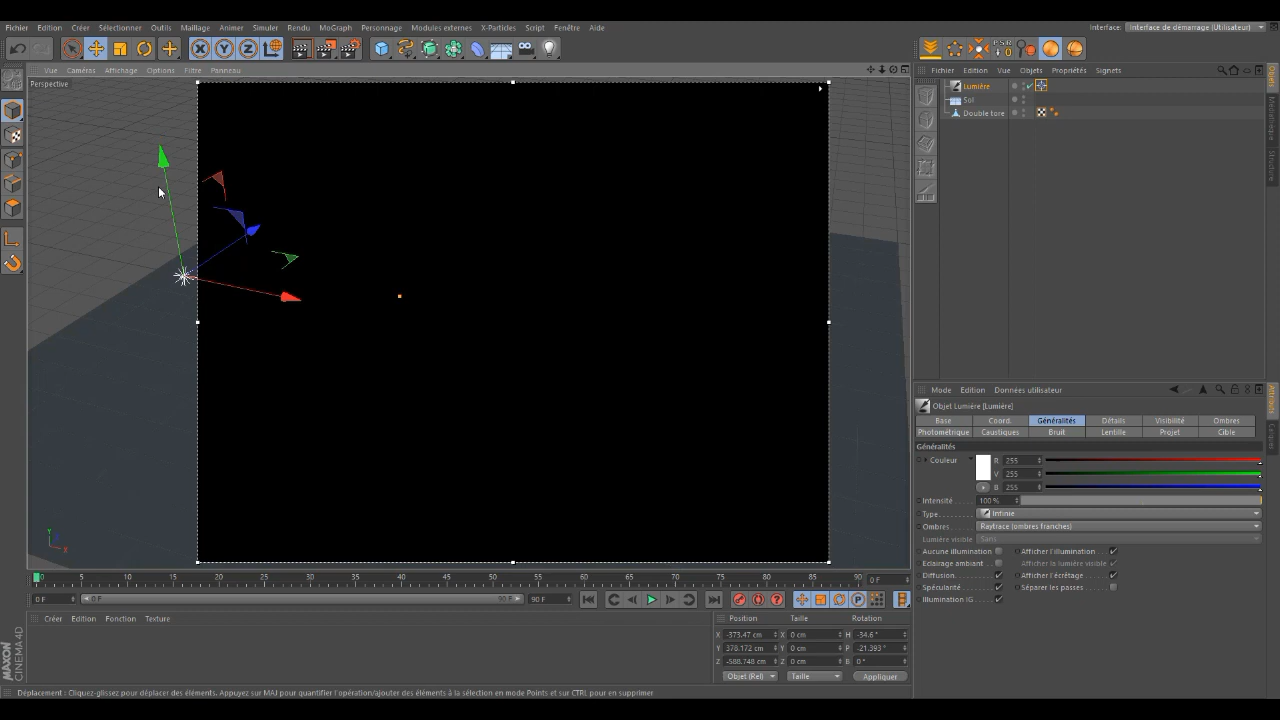 Fichier Edition Créer Sélectionner Outils Maillage Animer Simuler Rendu MoGraph Personnage Modules externes X-Particles Script Fenêtre Aide Interface: Interface de démarrage (Utilisateur)
X Y Z PSR
Vue Caméras Affichage Options Filtre Panneau Fichier Edition Vue Objets Propriétés Signets
Perspective
Lumière
Sol
Double tore
Objets
Structure
Mode Edition Données utilisateur
Attributs
Objet Lumière [Lumière]
Base Coord. Généralités Détails Visibilité Ombres
Photométrique Caustiques Bruit Lentille Projet Cible
Généralités
Couleur R 255
V 255
B 255
Intensité 100 %
Type Infinie
Ombres Raytrace (ombres franches)
Lumière visible Sans
Aucune illumination Afficher l'illumination
Eclairage ambiant Afficher la lumière visible
Diffusion Afficher l'écrêtage
Spécularité Séparer les passes
Illumination IG
Y
X
0 5 10 15 20 25 30 35 40 45 50 55 60 65 70 75 80 85 90 0 F
0 F 0 F 90 F 90 F
Créer Edition Fonction Texture
Position Taille Rotation
X -373.47 cm X 0 cm H -34.6 °
Y 378.172 cm Y 0 cm P -21.393 °
Z -588.748 cm Z 0 cm B 0 °
Objet (Rel) Taille Appliquer
MAXON
CINEMA 4D
Déplacement : Cliquez-glissez pour déplacer des éléments. Appuyez sur MAJ pour quantifier l'opération/ajouter des éléments à la sélection en mode Points et sur CTRL pour en supprimer